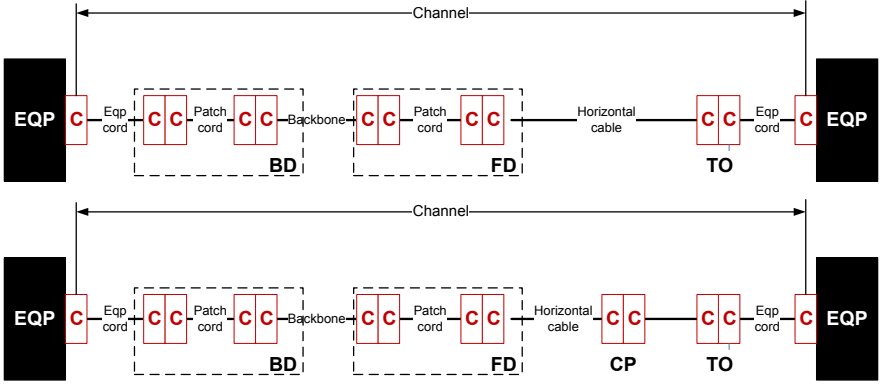 Channel
EQP C Eqp cord C C Patch cord C C Backbone C C Patch cord C C Horizontal cable C C Eqp cord C EQP
BD FD TO
Channel
EQP C Eqp cord C C Patch cord C C Backbone C C Patch cord C C Horizontal cable C C C C Eqp cord C EQP
BD FD CP TO